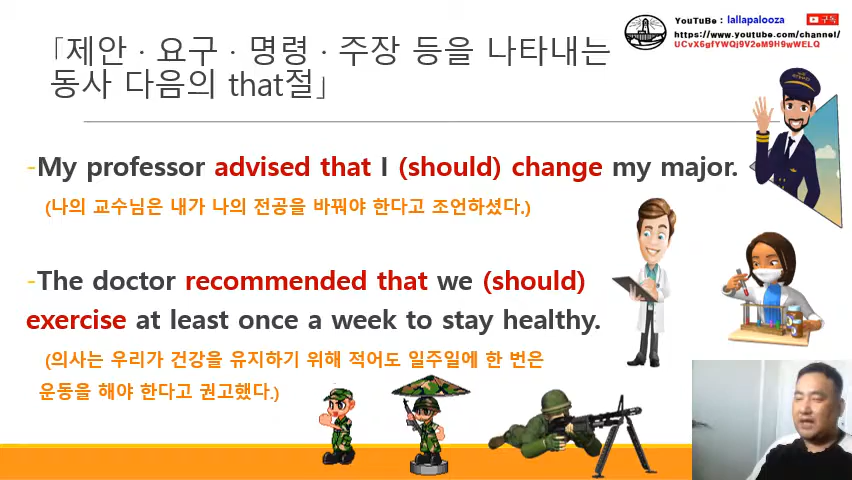 「제안 · 요구 · 명령 · 주장 등을 나타내는
동사 다음의 that절」
YouTuBe : lallapalooza
구독
https://www.youtube.com/channel/
UCvX6gfYWQj9V2eM9H9wWELQ
-My professor advised that I (should) change my major.
(나의 교수님은 내가 나의 전공을 바꿔야 한다고 조언하셨다.)
-The doctor recommended that we (should)
exercise at least once a week to stay healthy.
(의사는 우리가 건강을 유지하기 위해 적어도 일주일에 한 번은
운동을 해야 한다고 권고했다.)